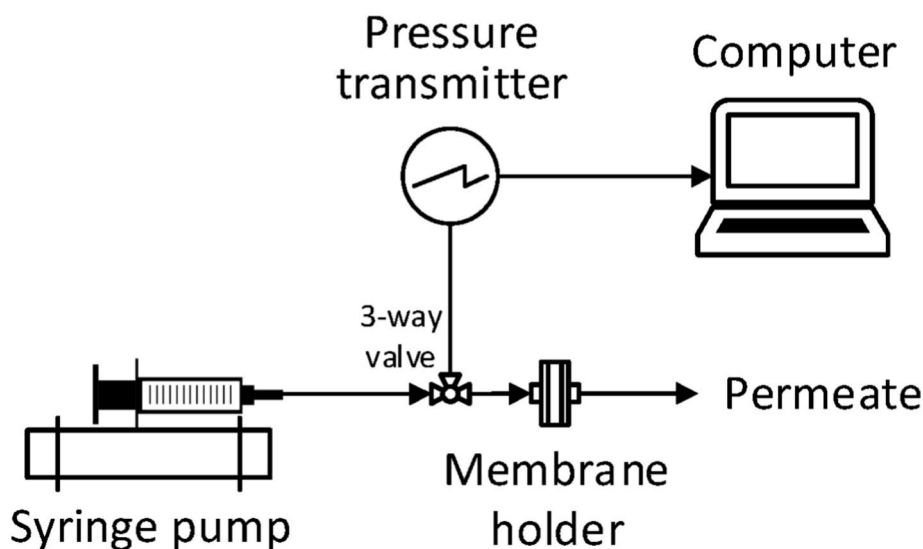 Pressure
transmitter
Computer
3-way
valve
Permeate
Membrane
holder
Syringe pump